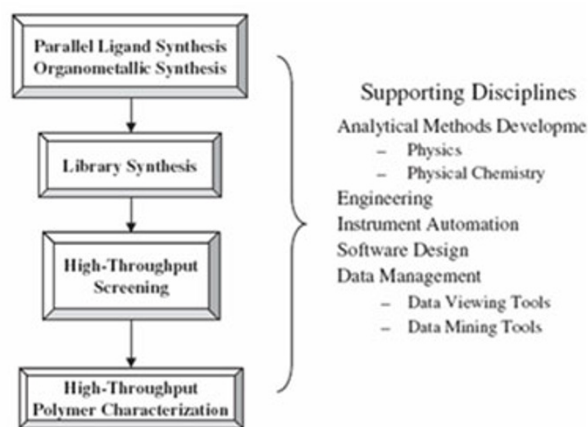 Parallel Ligand Synthesis
Organometallic Synthesis
Library Synthesis
High-Throughput
Screening
High-Throughput
Polymer Characterization
Supporting Disciplines
Analytical Methods Developme
– Physics
– Physical Chemistry
Engineering
Instrument Automation
Software Design
Data Management
– Data Viewing Tools
– Data Mining Tools